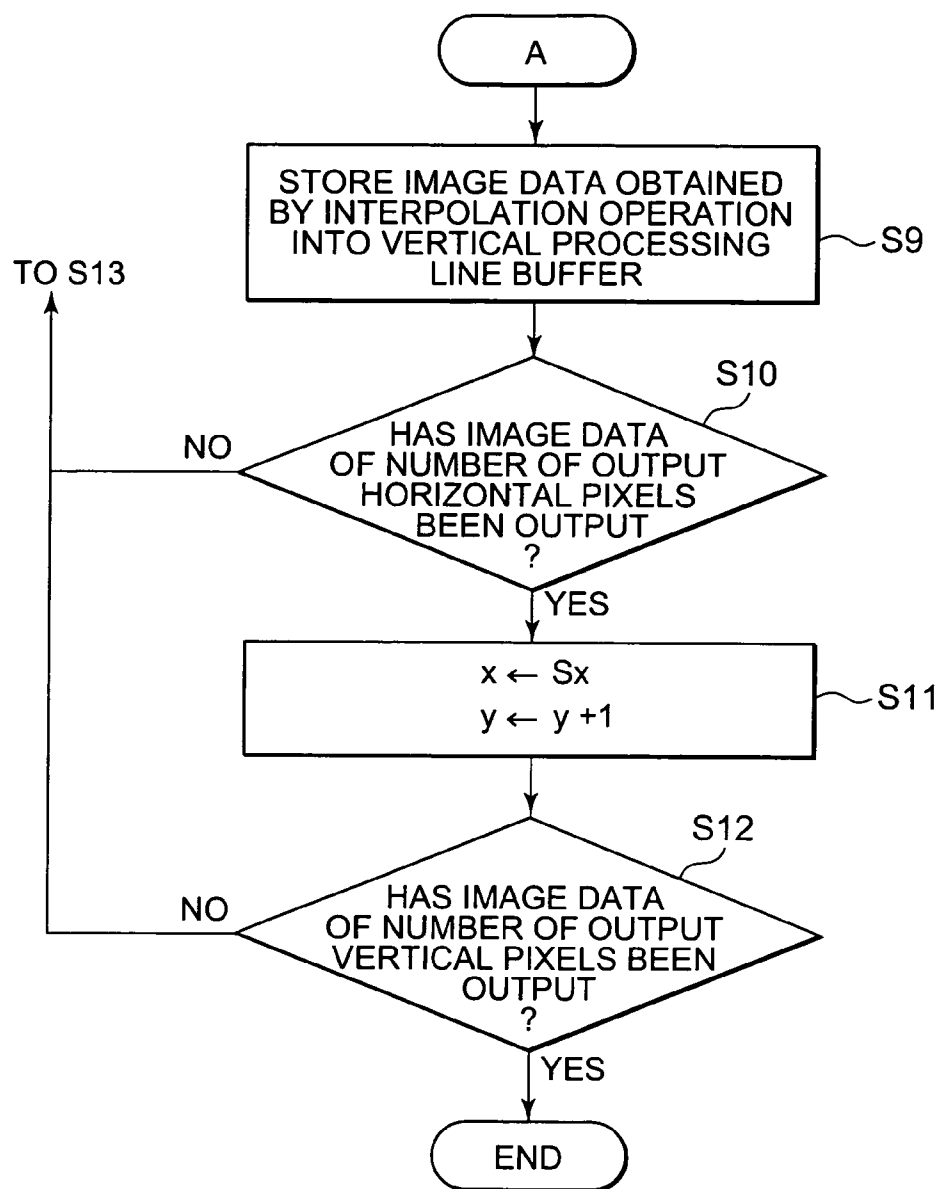 A
STORE IMAGE DATA OBTAINED
BY INTERPOLATION OPERATION
INTO VERTICAL PROCESSING
LINE BUFFER
S9
TO S13
S10
HAS IMAGE DATA
OF NUMBER OF OUTPUT
HORIZONTAL PIXELS
BEEN OUTPUT
?
NO
YES
x ← Sx
y ← y +1
S11
S12
HAS IMAGE DATA
OF NUMBER OF OUTPUT
VERTICAL PIXELS BEEN
OUTPUT
?
NO
YES
END